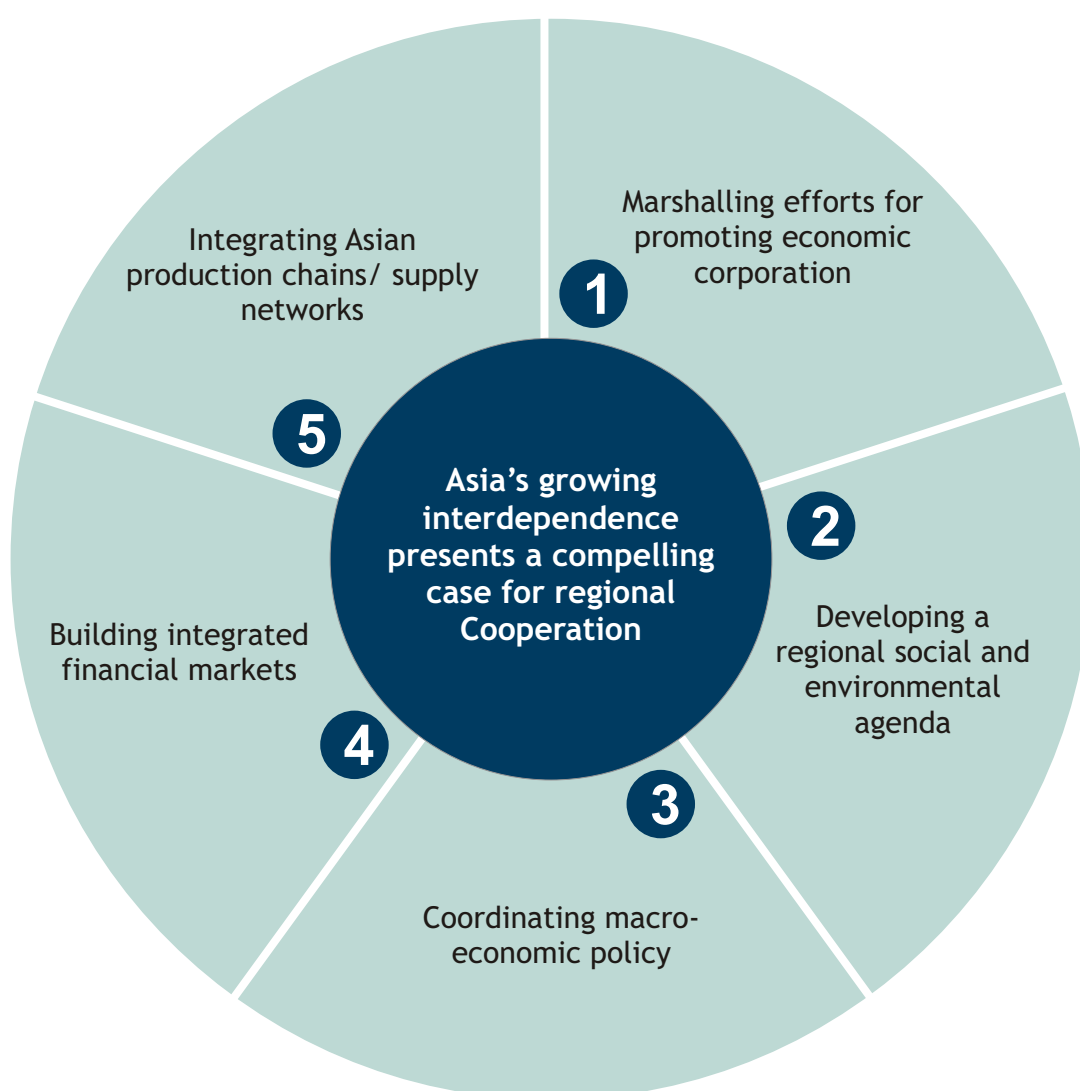 Asia’s growing
interdependence
presents a compelling
case for regional
Cooperation
1
Marshalling efforts for
promoting economic
corporation
2
Developing a
regional social and
environmental
agenda
3
Coordinating macro-
economic policy
4
Building integrated
financial markets
5
Integrating Asian
production chains/ supply
networks